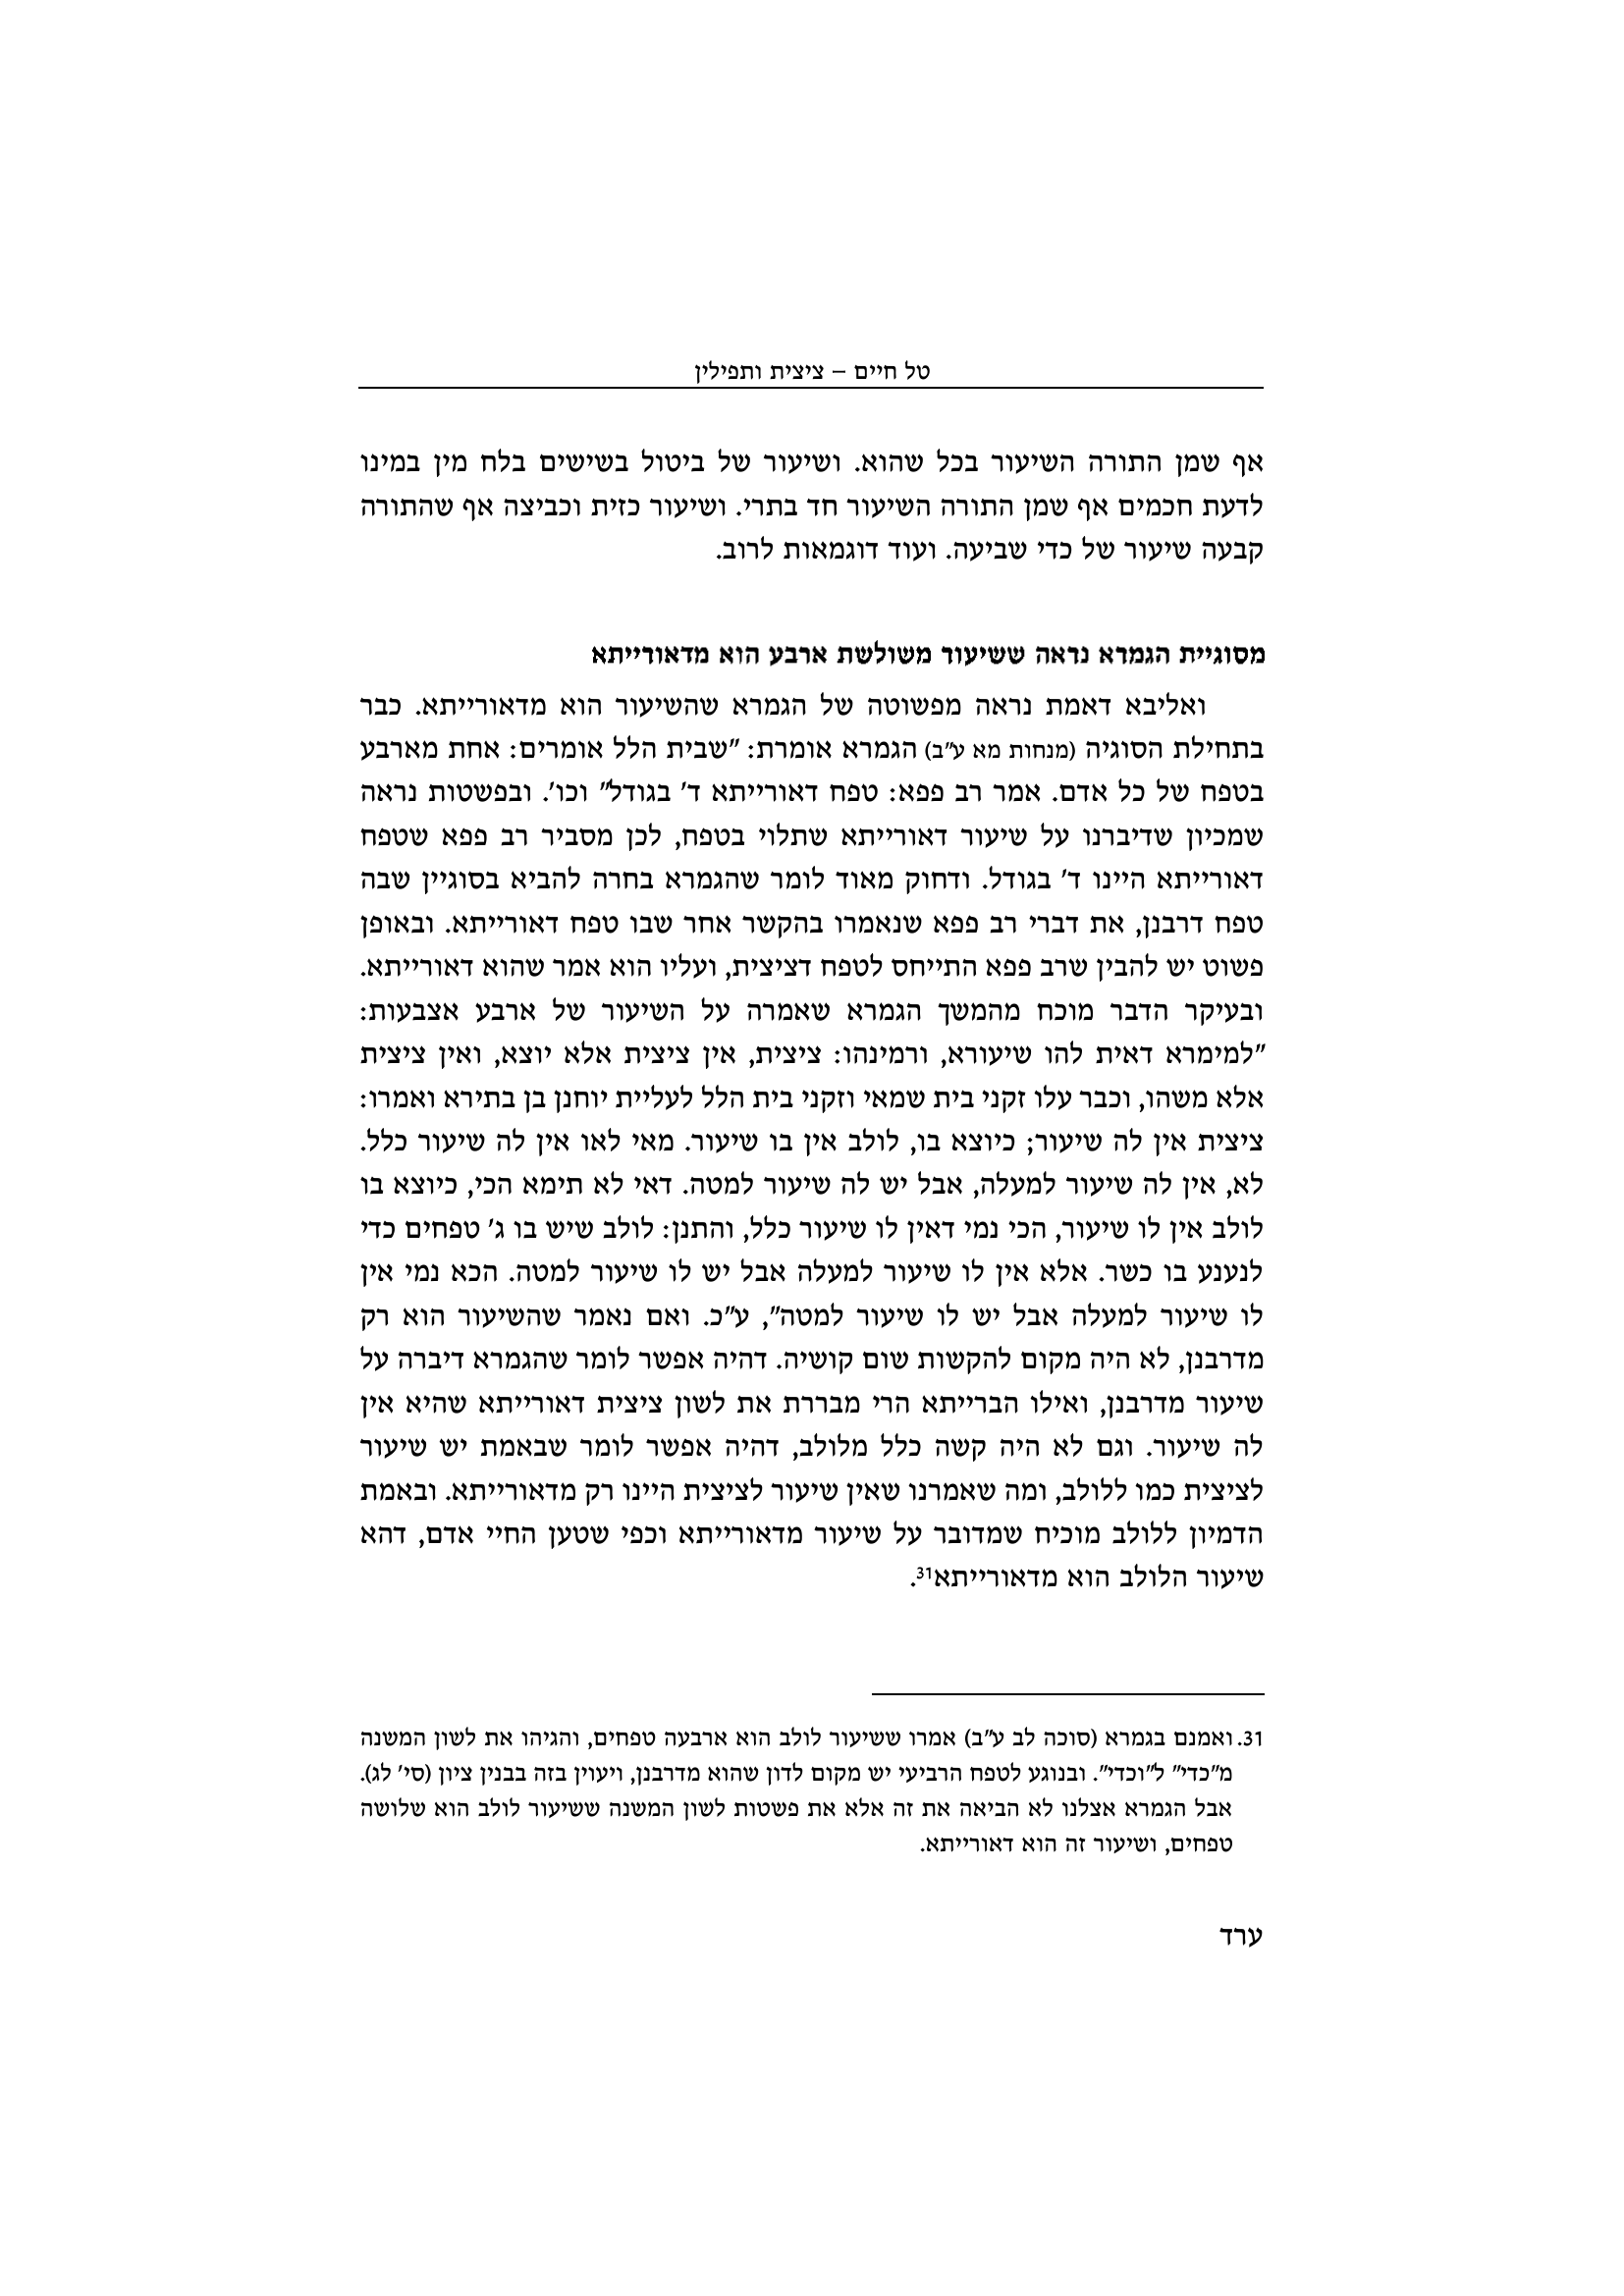 טל חיים – ציצית ותפילין
אף שמן התורה השיעור בכל שהוא. ושיעור של ביטול בשישים בלח מין במינו
לדעת חכמים אף שמן התורה השיעור חד בתרי. ושיעור כזית וכביצה אף שהתורה
קבעה שיעור של כדי שביעה. ועוד דוגמאות לרוב.
מסוגיית הגמרא נראה ששיעור משולשת ארבע הוא מדאורייתא
ואליבא דאמת נראה מפשוטה של הגמרא שהשיעור הוא מדאורייתא. כבר
בתחילת הסוגיה (מנחות מא ע"ב) הגמרא אומרת: "שבית הלל אומרים: אחת מארבע
בטפח של כל אדם. אמר רב פפא: טפח דאורייתא ד' בגודל" וכו'. ובפשטות נראה
שמכיון שדיברנו על שיעור דאורייתא שתלוי בטפח, לכן מסביר רב פפא שטפח
דאורייתא היינו ד' בגודל. ודחוק מאוד לומר שהגמרא בחרה להביא בסוגיין שבה
טפח דרבנן, את דברי רב פפא שנאמרו בהקשר אחר שבו טפח דאורייתא. ובאופן
פשוט יש להבין שרב פפא התייחס לטפח דציצית, ועליו הוא אמר שהוא דאורייתא.
ובעיקר הדבר מוכח מהמשך הגמרא שאמרה על השיעור של ארבע אצבעות:
"למימרא דאית להו שיעורא, ורמינהו: ציצית, אין ציצית אלא יוצא, ואין ציצית
אלא משהו, וכבר עלו זקני בית שמאי וזקני בית הלל לעליית יוחנן בן בתירא ואמרו:
ציצית אין לה שיעור; כיוצא בו, לולב אין בו שיעור. מאי לאו אין לה שיעור כלל.
לא, אין לה שיעור למעלה, אבל יש לה שיעור למטה. דאי לא תימא הכי, כיוצא בו
לולב אין לו שיעור, הכי נמי דאין לו שיעור כלל, והתנן: לולב שיש בו ג' טפחים כדי
לנענע בו כשר. אלא אין לו שיעור למעלה אבל יש לו שיעור למטה. הכא נמי אין
לו שיעור למעלה אבל יש לו שיעור למטה", ע"כ. ואם נאמר שהשיעור הוא רק
מדרבנן, לא היה מקום להקשות שום קושיה. דהיה אפשר לומר שהגמרא דיברה על
שיעור מדרבנן, ואילו הברייתא הרי מבררת את לשון ציצית דאורייתא שהיא אין
לה שיעור. וגם לא היה קשה כלל מלולב, דהיה אפשר לומר שבאמת יש שיעור
לציצית כמו ללולב, ומה שאמרנו שאין שיעור לציצית היינו רק מדאורייתא. ובאמת
הדמיון ללולב מוכיח שמדובר על שיעור מדאורייתא וכפי שטען החיי אדם, דהא
שיעור הלולב הוא מדאורייתא31.
31. ואמנם בגמרא (סוכה לב ע"ב) אמרו ששיעור לולב הוא ארבעה טפחים, והגיהו את לשון המשנה
מ"כדי" ל"וכדי". ובנוגע לטפח הרביעי יש מקום לדון שהוא מדרבנן, ויעוין בזה בבנין ציון (סי' לג).
אבל הגמרא אצלנו לא הביאה את זה אלא את פשטות לשון המשנה ששיעור לולב הוא שלושה
טפחים, ושיעור זה הוא דאורייתא.
ערד